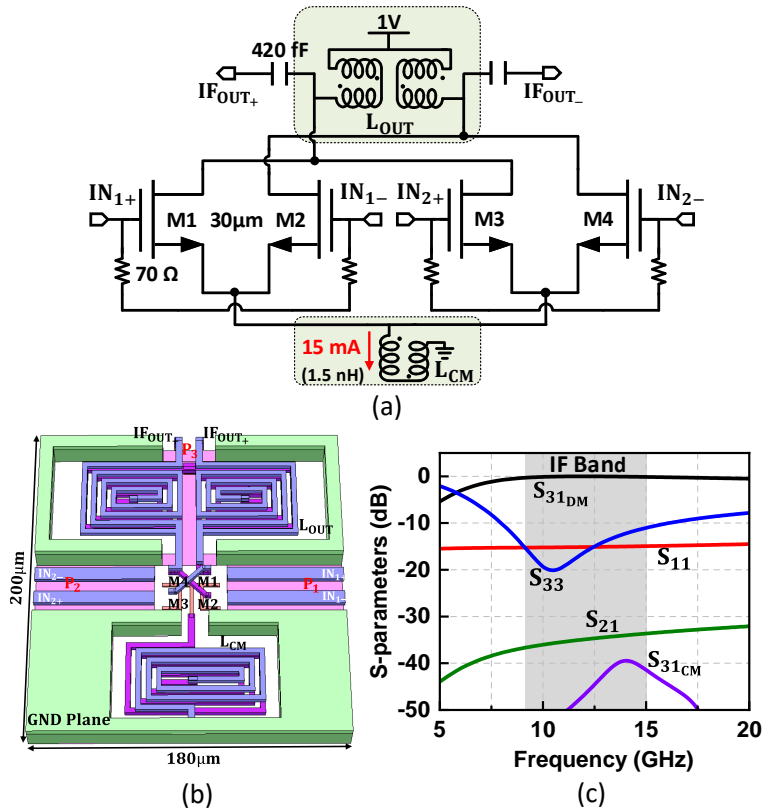 1V
420 fF
IF_OUT+
IF_OUT−
L_OUT
IN_1+
IN_1−
IN_2+
IN_2−
M1
30µm
M2
M3
M4
70 Ω
15 mA
(1.5 nH)
L_CM
(a)
IF_OUT+
IF_OUT+
P_3
L_OUT
IN_2−
IN_1+
P_2
M4
M1
P_1
IN_2+
M3
M2
IN_1−
L_CM
GND Plane
200µm
180µm
(b)
S-parameters (dB)
0
-10
-20
-30
-40
-50
IF Band
S_31DM
S_11
S_33
S_21
S_31CM
5
10
15
20
Frequency (GHz)
(c)